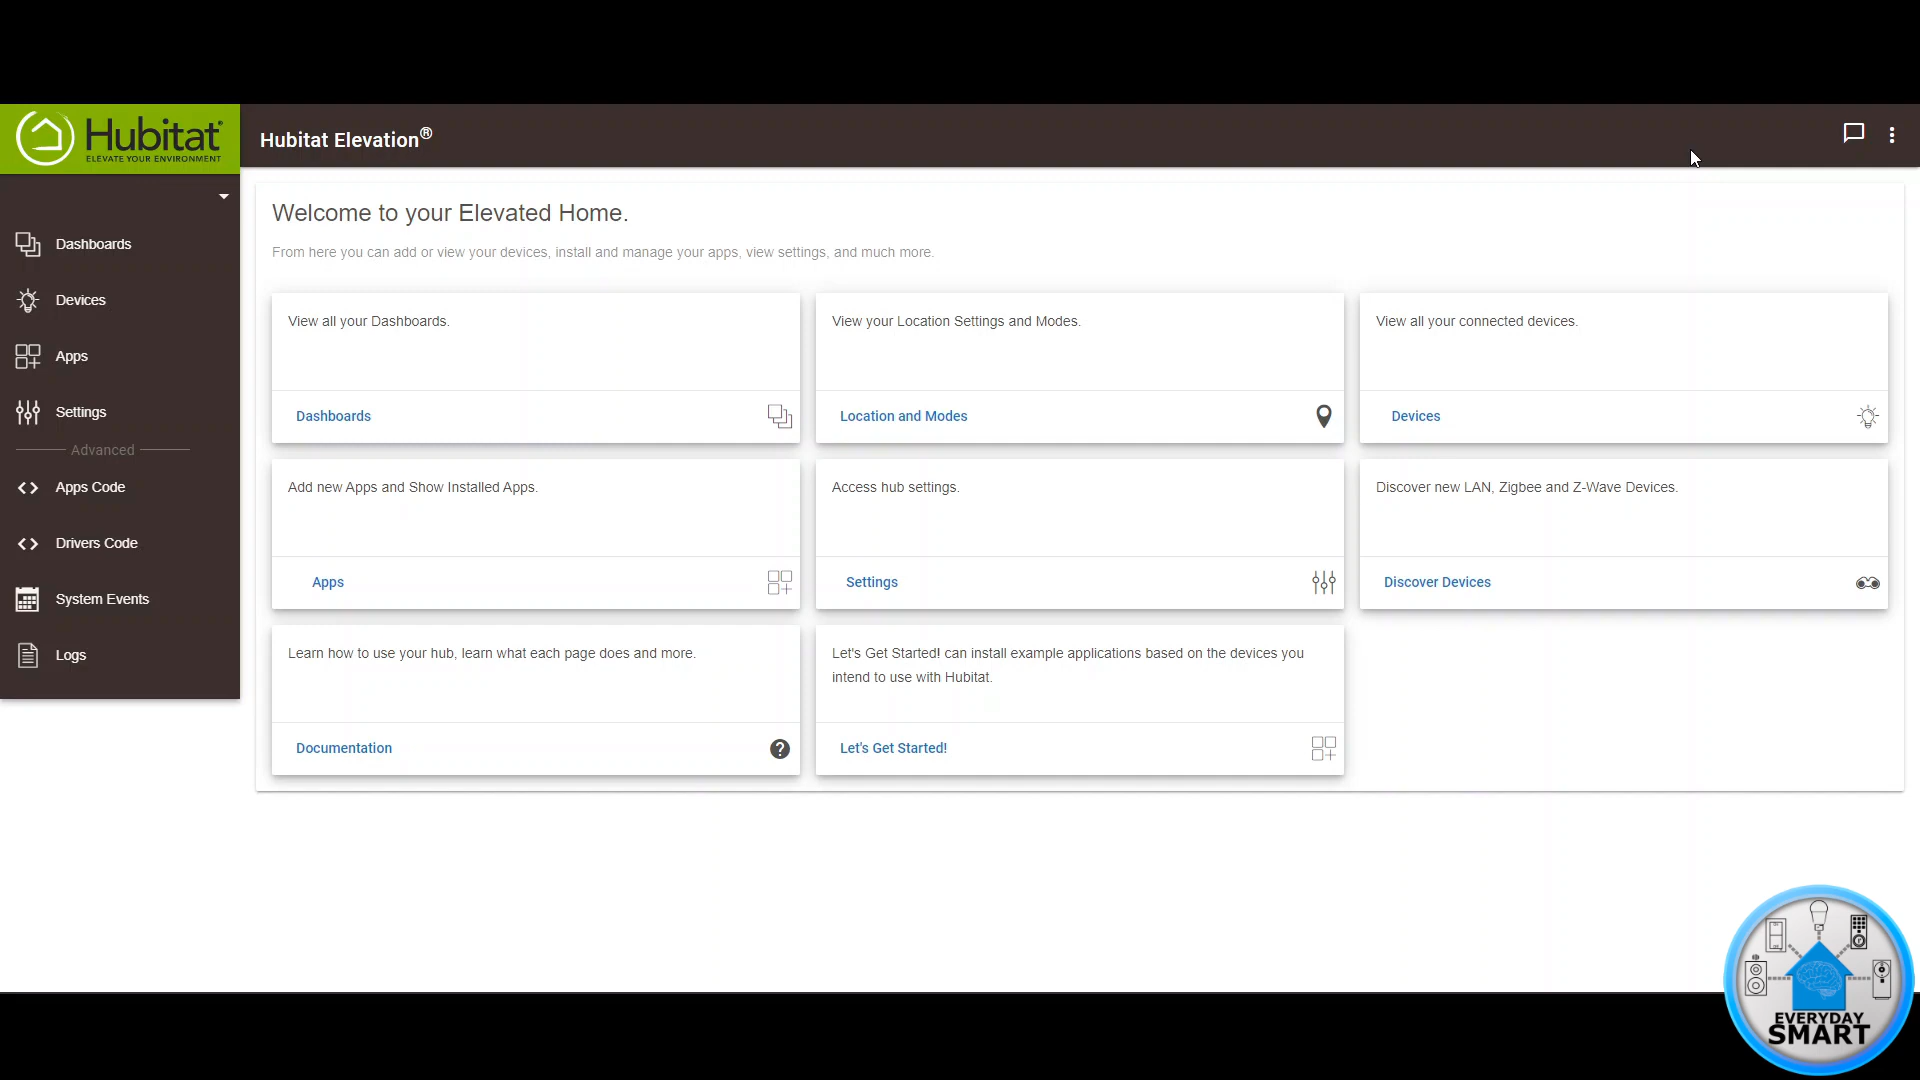 Hubitat®
ELEVATE YOUR ENVIRONMENT
Hubitat Elevation®
Dashboards
Devices
Apps
Settings
Advanced
Apps Code
Drivers Code
System Events
Logs
Welcome to your Elevated Home.
From here you can add or view your devices, install and manage your apps, view settings, and much more.
View all your Dashboards.
Dashboards
View your Location Settings and Modes.
Location and Modes
View all your connected devices.
Devices
Add new Apps and Show Installed Apps.
Apps
Access hub settings.
Settings
Discover new LAN, Zigbee and Z-Wave Devices.
Discover Devices
Learn how to use your hub, learn what each page does and more.
Documentation
Let's Get Started! can install example applications based on the devices you
intend to use with Hubitat.
Let's Get Started!
EVERYDAY
SMART